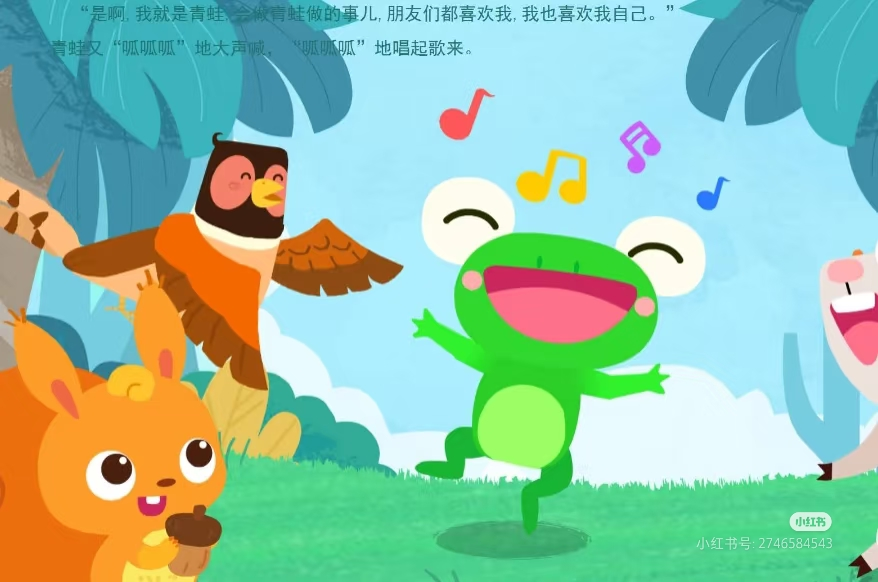 “是啊，我就是青蛙，会做青蛙做的事儿，朋友们都喜欢我，我也喜欢我自己。”
青蛙又“呱呱呱”地大声喊，“呱呱呱”地唱起歌来。
小红书
小红书号: 2746584543